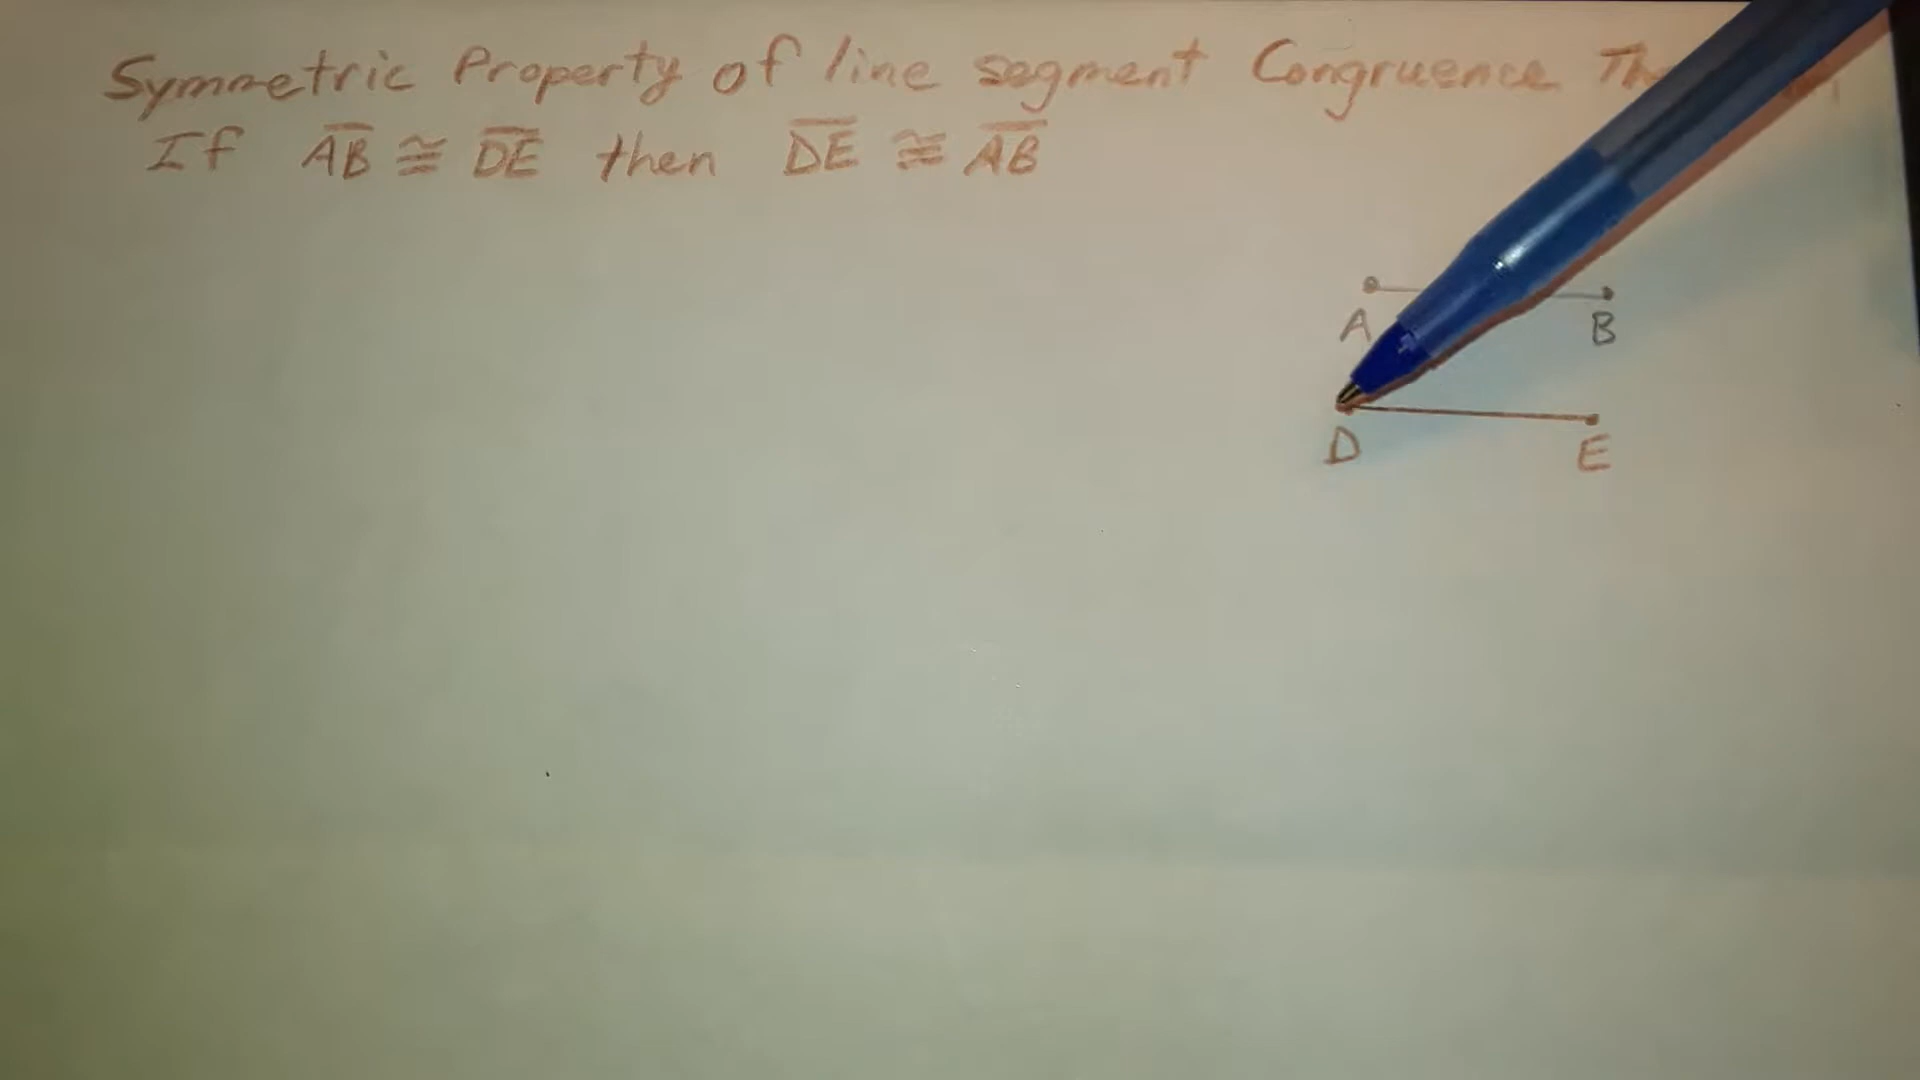 Symmetric Property of line segment Congruence
If AB ≅ DE then DE ≅ AB
A B
D E